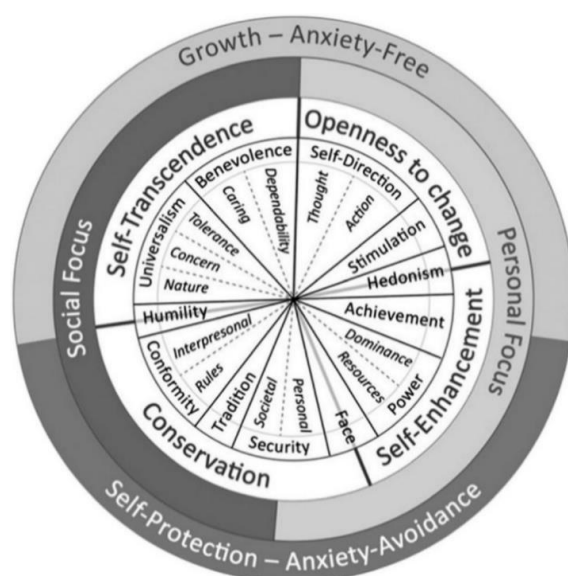 Growth – Anxiety-Free
Social Focus
Personal Focus
Self-Protection – Anxiety-Avoidance
Self-Transcendence
Openness to change
Self-Enhancement
Conservation
Benevolence
Dependability
Caring
Universalism
Tolerance
Concern
Nature
Humility
Self-Direction
Thought
Action
Stimulation
Hedonism
Achievement
Power
Dominance
Resources
Face
Security
Personal
Societal
Tradition
Conformity
Rules
Interpresonal